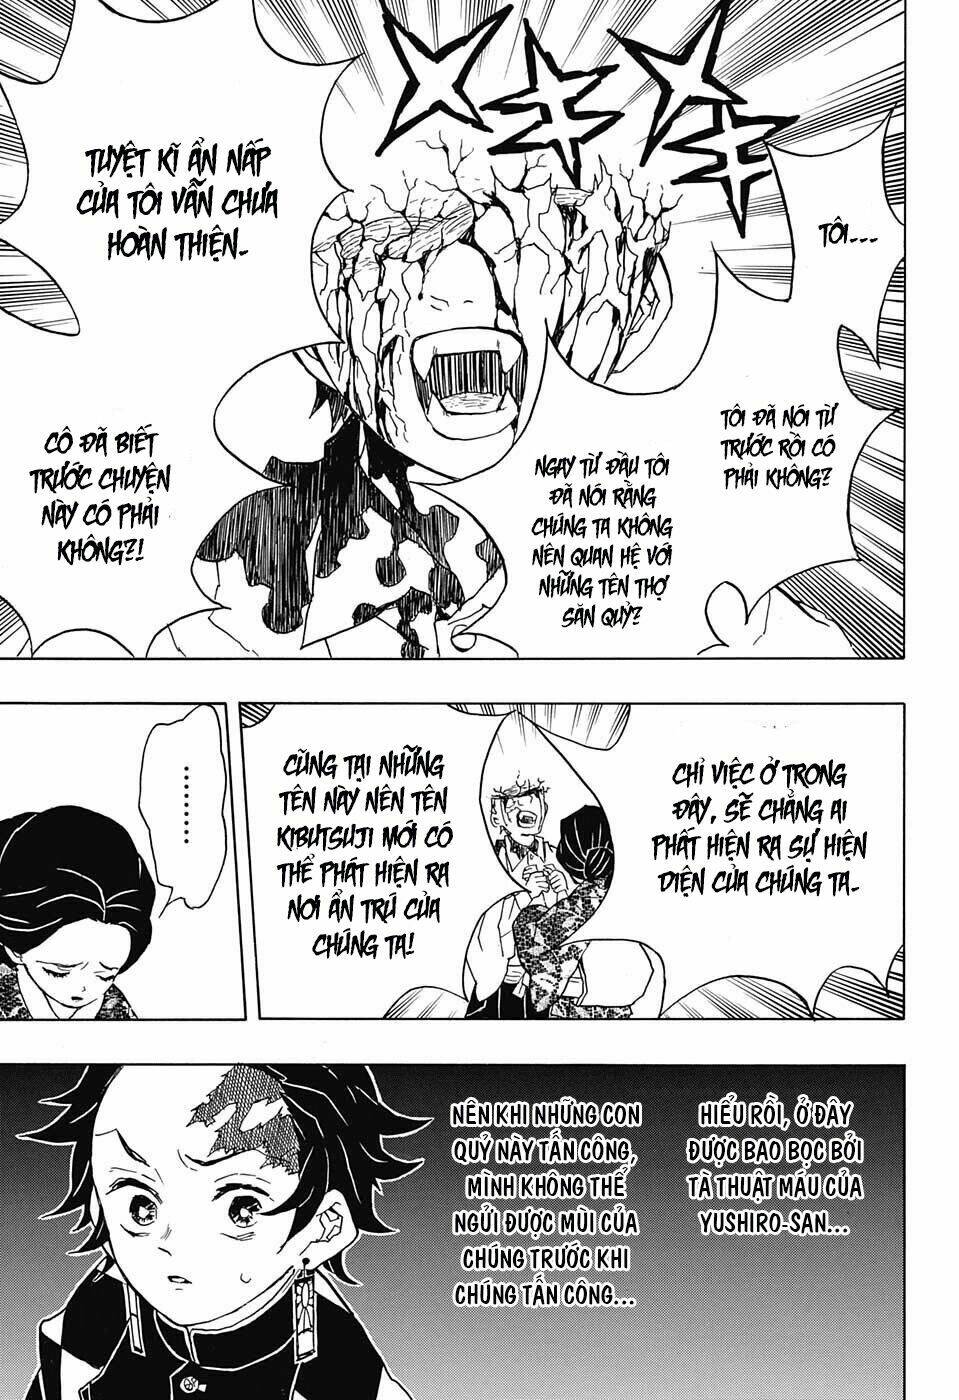 TÔI...
TÔI ĐÃ NÓI TỪ
TRƯỚC RỒI CÓ
PHẢI KHÔNG?
NGAY TỪ ĐẦU TÔI
ĐÃ NÓI RẰNG
CHÚNG TA KHÔNG
NÊN QUAN HỆ VỚI
NHỮNG TÊN THỢ
SĂN QUỶ?
TUYỆT KĨ ẨN NẤP
CỦA TÔI VẪN CHƯA
HOÀN THIỆN..
CÔ ĐÃ BIẾT
TRƯỚC CHUYỆN
NÀY CÓ PHẢI
KHÔNG?!
CHỈ VIỆC Ở TRONG
ĐÂY, SẼ CHẲNG AI
PHẤT HIỆN RA SỰ HIỆN
DIỆN CỦA CHÚNG TA..
CŨNG TẠI NHỮNG
TÊN NÀY NÊN TÊN
KIBUTSUJI MỚI CÓ
THỂ PHÁT HIỆN RA
NƠI ẨN TRÚ CỦA
CHÚNG TA!
.........
HIỂU RỒI, Ở ĐÂY
ĐƯỢC BAO BỌC BỞI
TÀ THUẬT MÁU CỦA
YUSHIRO-SAN...
NÊN KHI NHỮNG CON
QUỶ NÀY TẤN CÔNG,
MÌNH KHÔNG THỂ
NGỬI ĐƯỢC MÙI CỦA
CHÚNG TRƯỚC KHI
CHÚNG TẤN CÔNG...